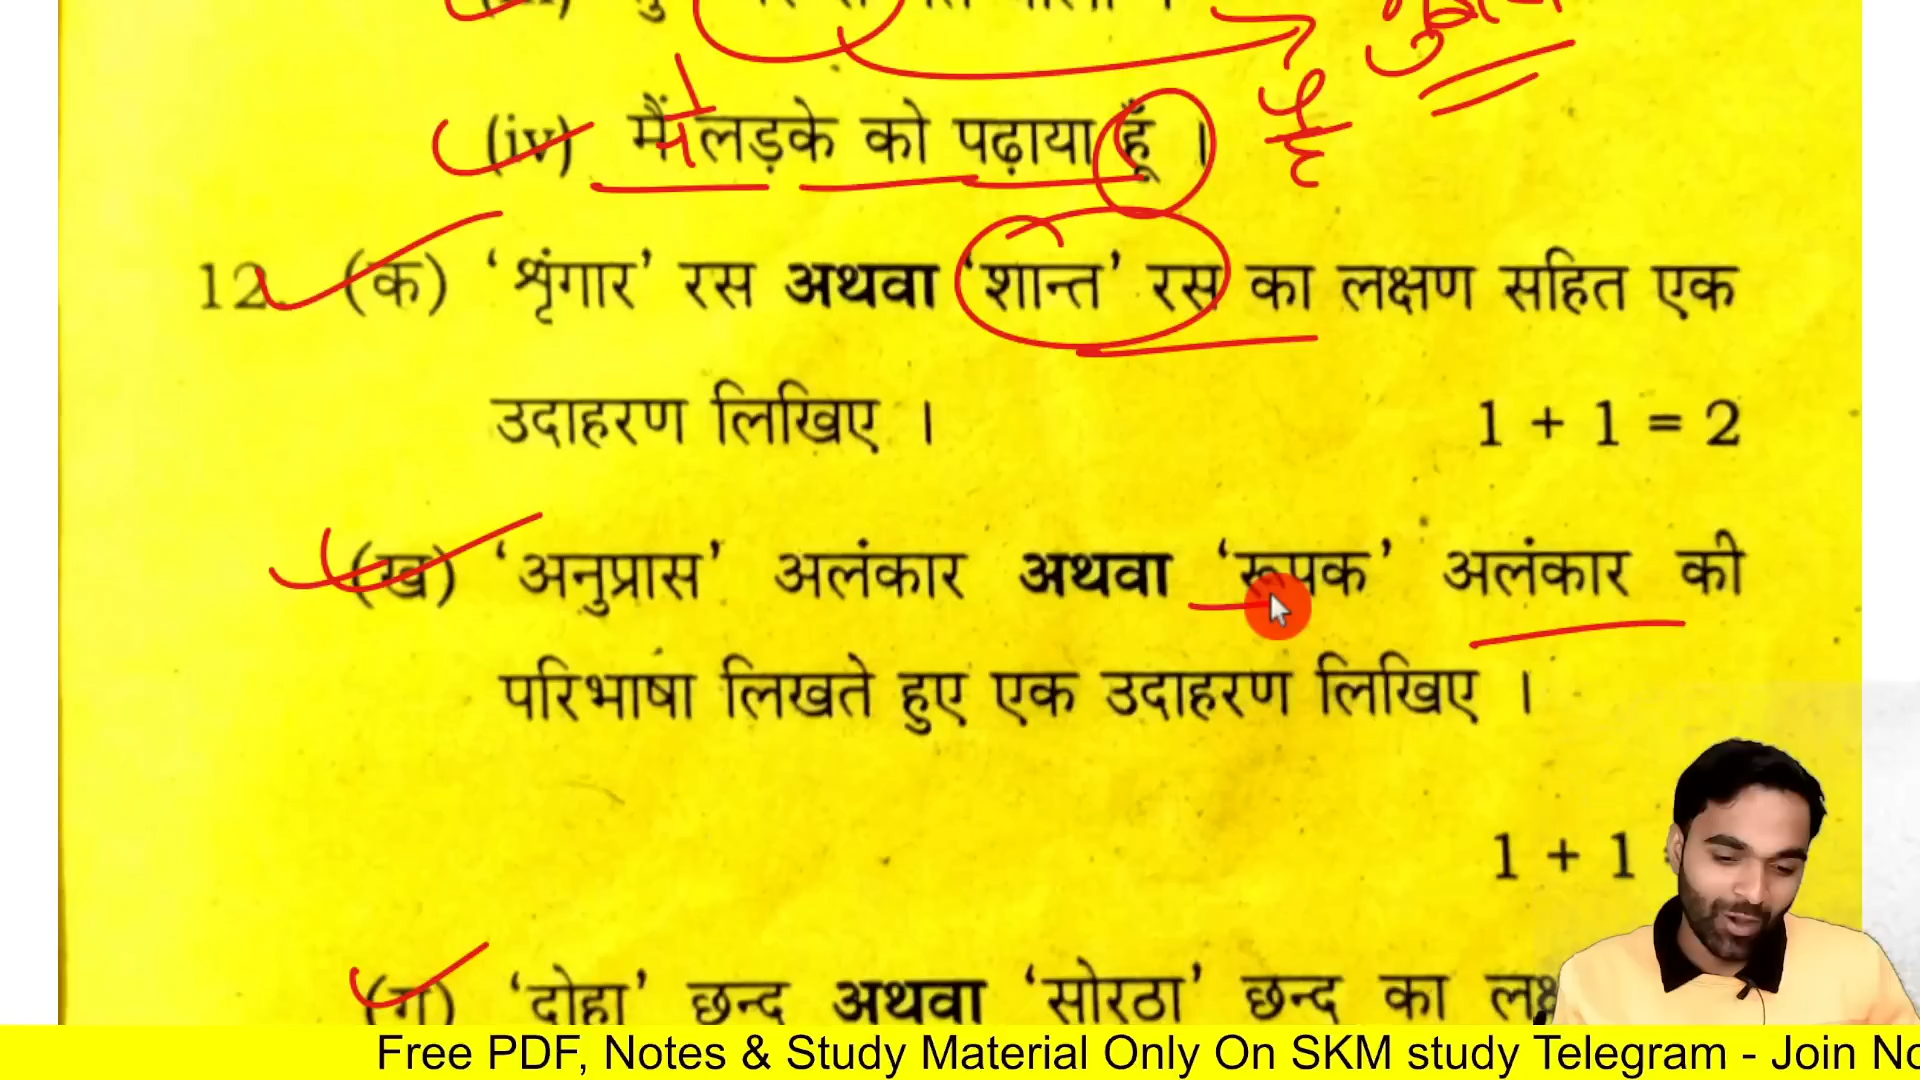 (iv) मैं लड़के को पढ़ाया हूँ ।
12. (क) ‘शृंगार’ रस अथवा ‘शान्त’ रस का लक्षण सहित एक
उदाहरण लिखिए ।
1 + 1 = 2
(ख) ‘अनुप्रास’ अलंकार अथवा ‘रूपक’ अलंकार की
परिभाषा लिखते हुए एक उदाहरण लिखिए ।
1 + 1
(ग) ‘दोहा’ छन्द अथवा ‘सोरठा’ छन्द का
Free PDF, Notes & Study Material Only On SKM study Telegram - Join